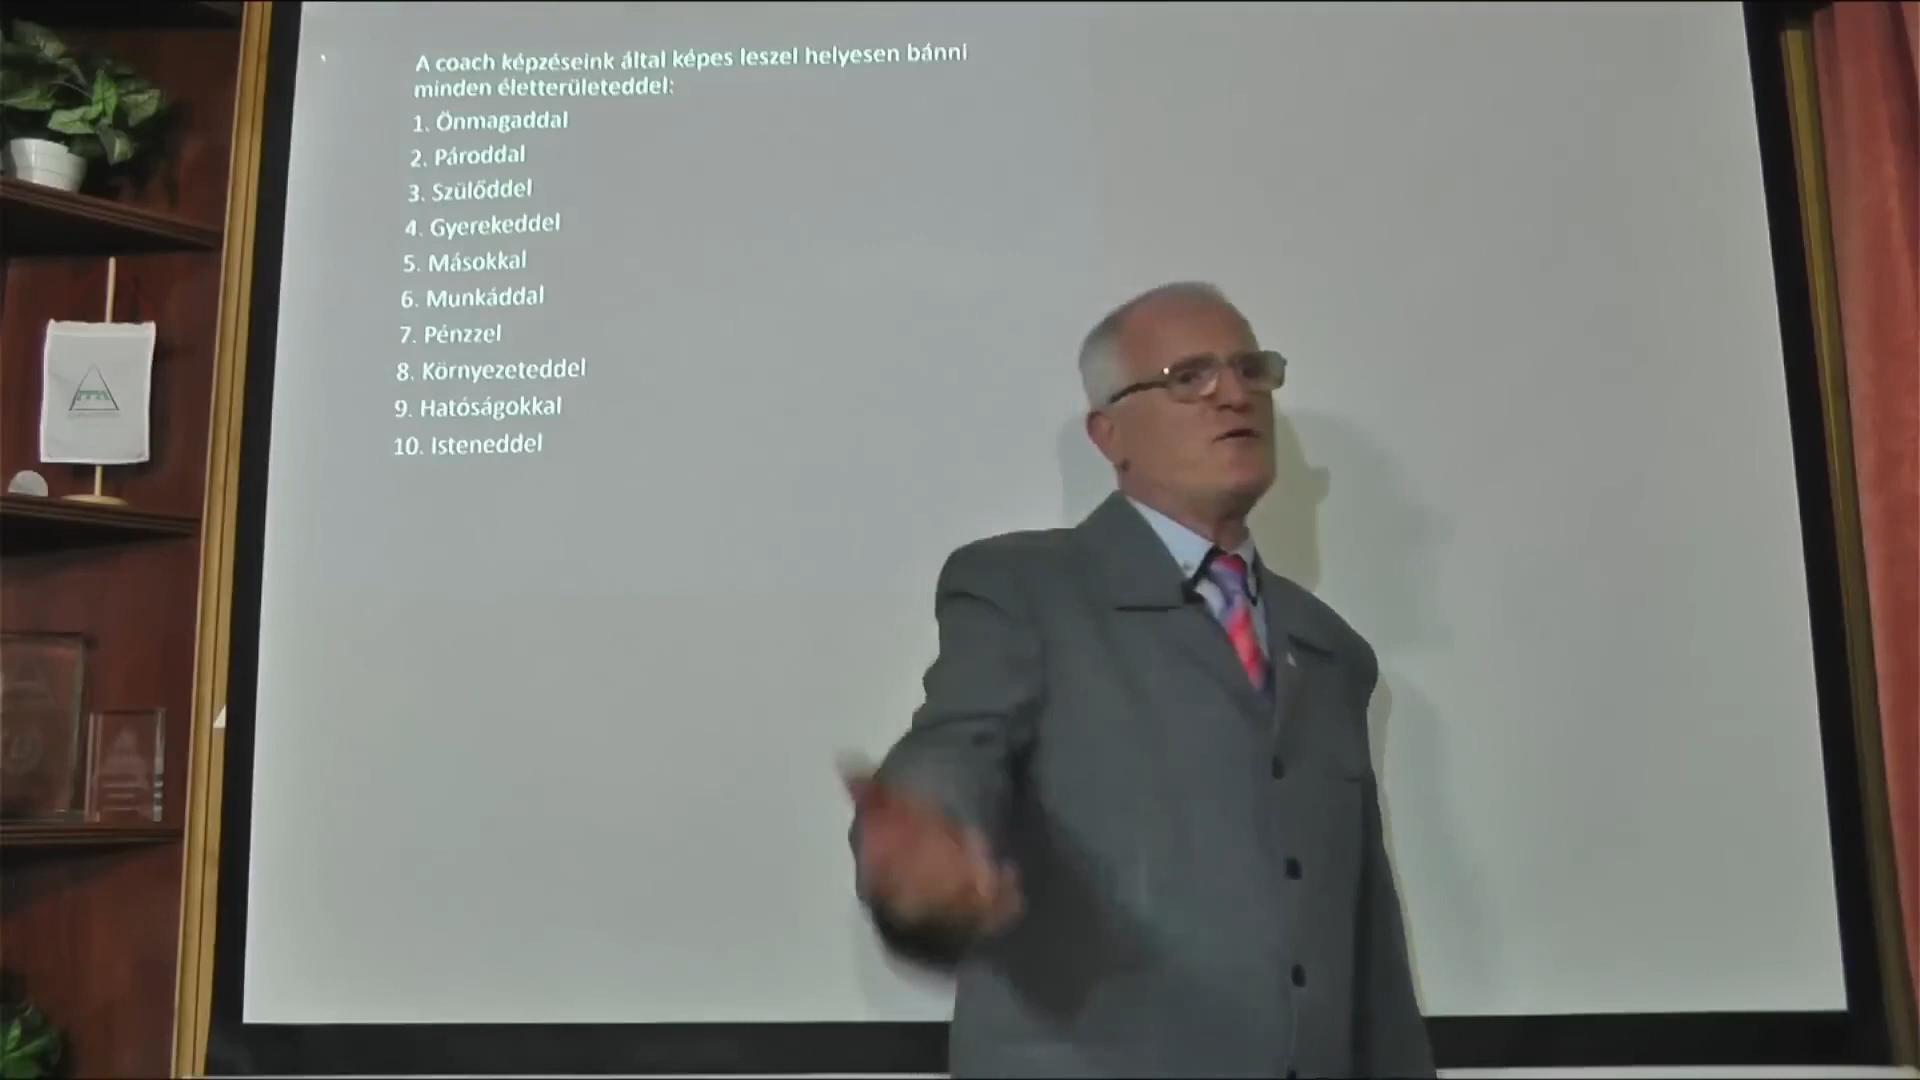 A coach képzéseink által képes leszel helyesen bánni
minden életterületeddel:
1. Önmagaddal
2. Pároddal
3. Szülőddel
4. Gyerekeddel
5. Másokkal
6. Munkáddal
7. Pénzzel
8. Környezeteddel
9. Hatóságokkal
10. Isteneddel